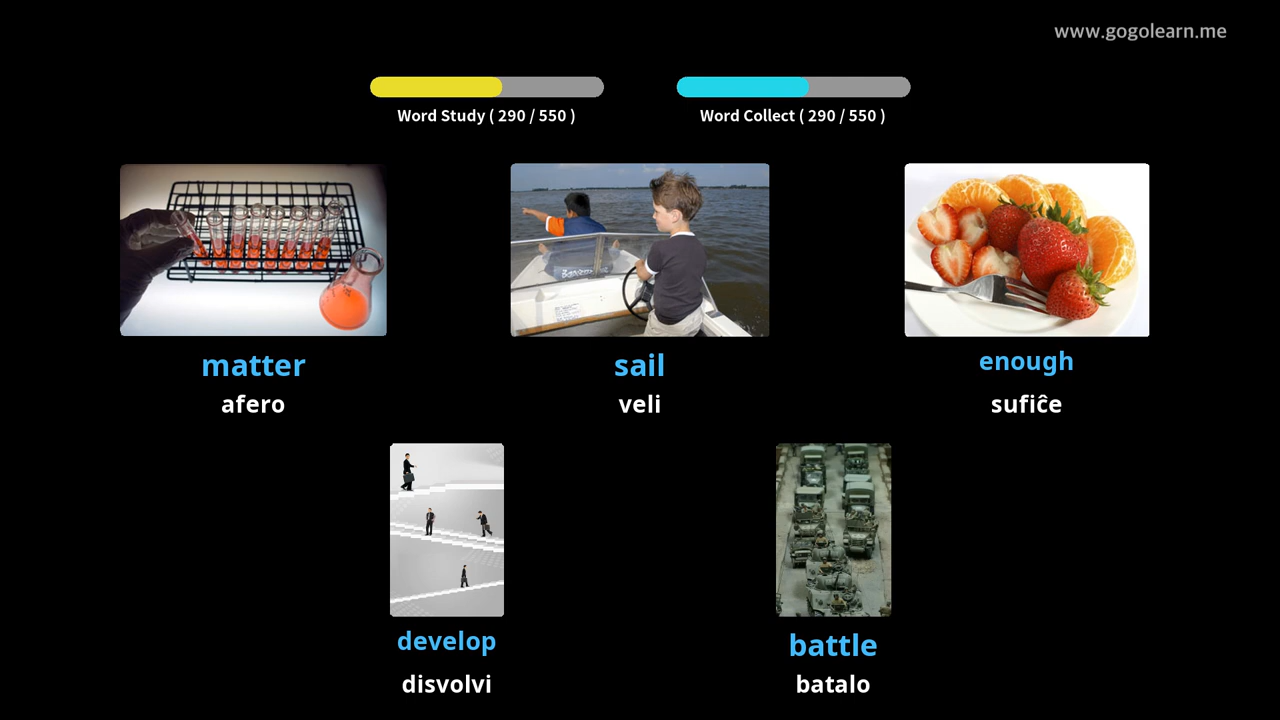 www.gogolearn.me
Word Study ( 290 / 550 )
Word Collect ( 290 / 550 )
matter
afero
sail
veli
enough
sufiĉe
develop
disvolvi
battle
batalo